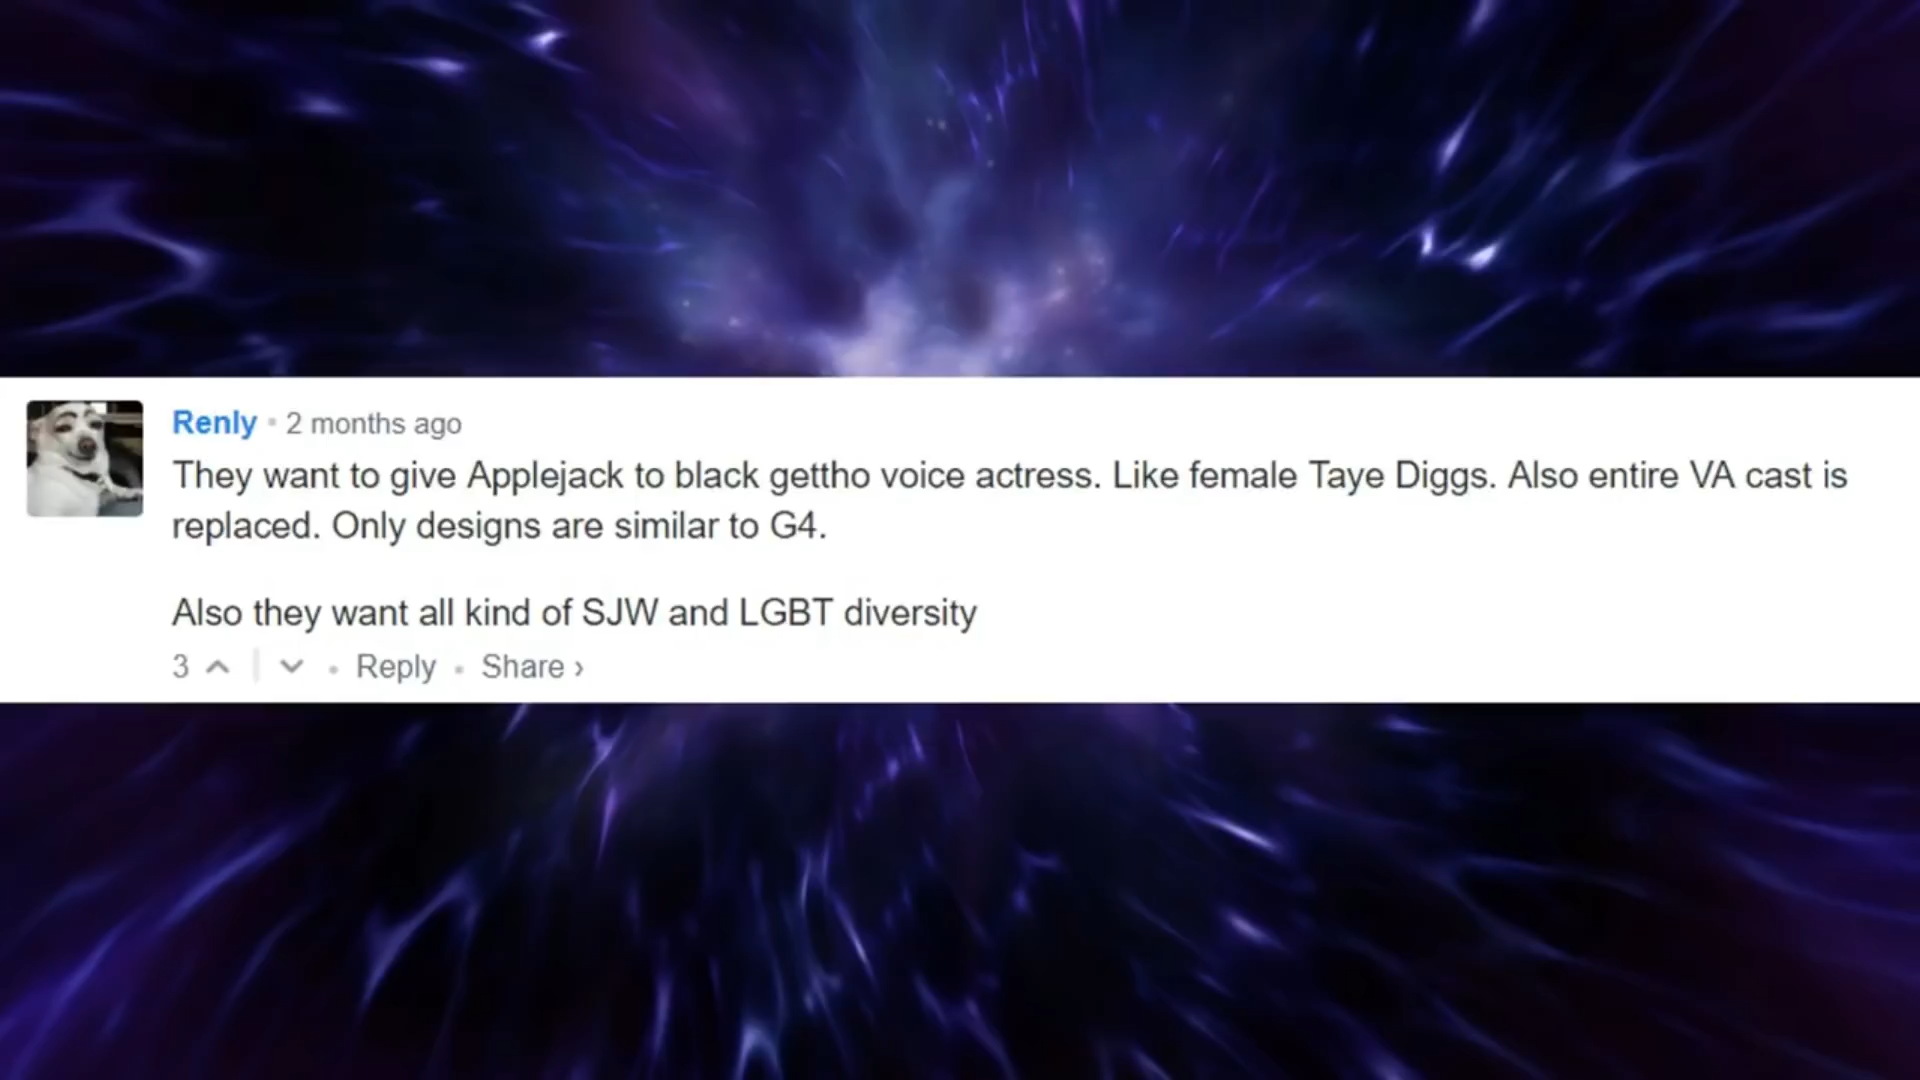 Renly • 2 months ago
They want to give Applejack to black gettho voice actress. Like female Taye Diggs. Also entire VA cast is
replaced. Only designs are similar to G4.
Also they want all kind of SJW and LGBT diversity
3 • Reply • Share ›